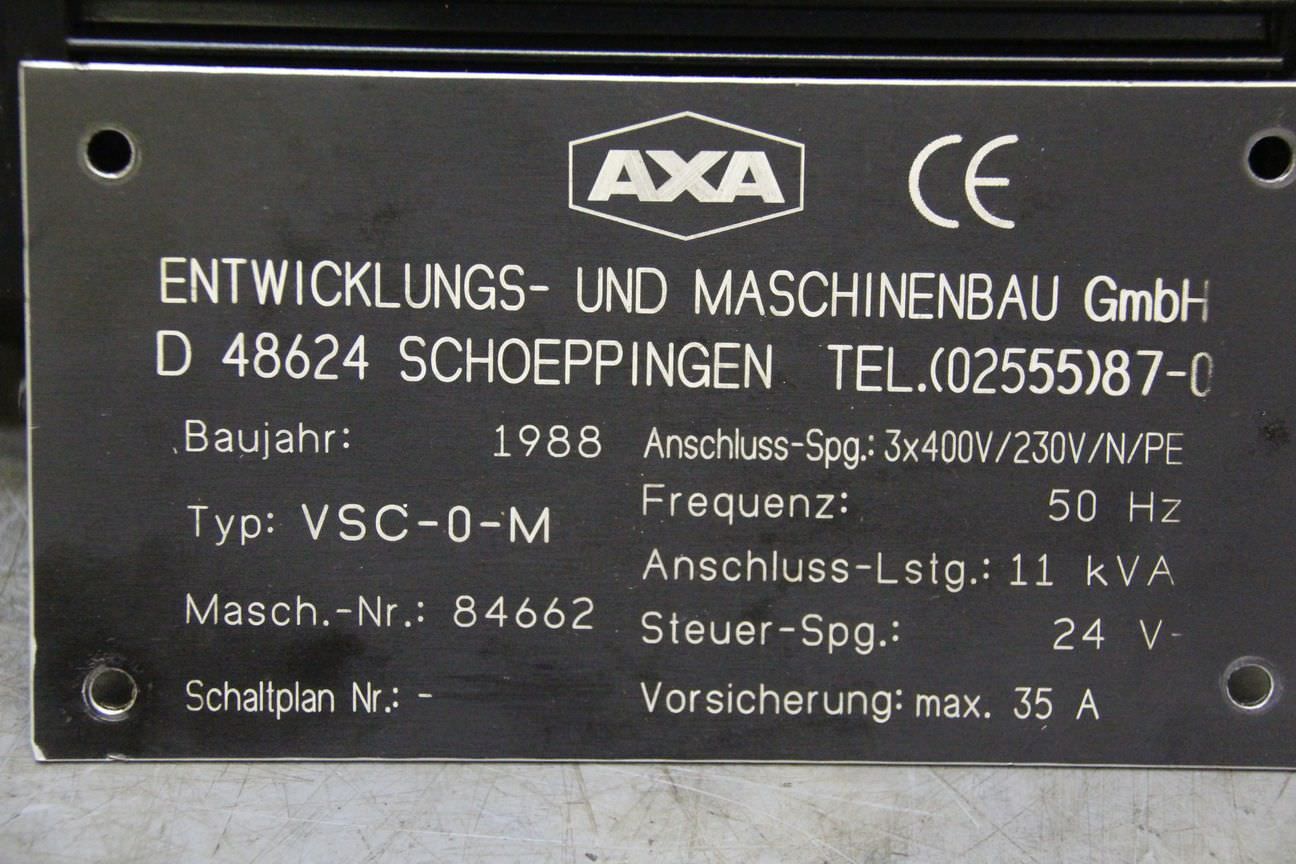 AXA CE
ENTWICKLUNGS- UND MASCHINENBAU GmbH
D 48624 SCHOEPPINGEN TEL.(02555)87-0
Baujahr: 1988
Typ: VSC-0-M
Masch.-Nr.: 84662
Schaltplan Nr.: -
Anschluss-Spg.: 3x400V/230V/N/PE
Frequenz: 50 Hz
Anschluss-Lstg.: 11 kVA
Steuer-Spg.: 24 V-
Vorsicherung: max. 35 A